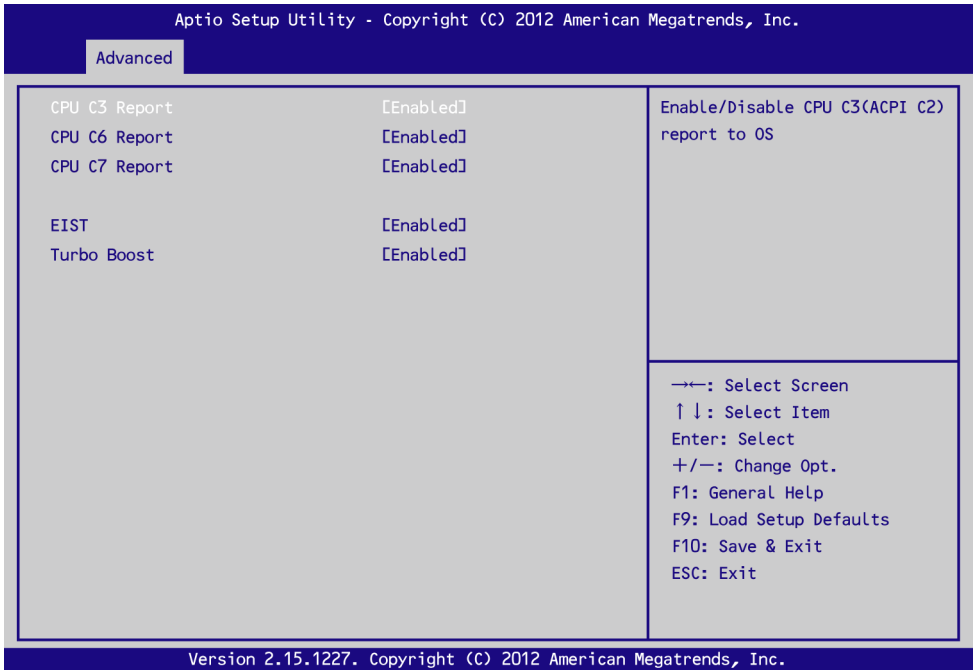 Aptio Setup Utility - Copyright (C) 2012 American Megatrends, Inc.
Advanced
CPU C3 Report [Enabled]
CPU C6 Report [Enabled]
CPU C7 Report [Enabled]
EIST [Enabled]
Turbo Boost [Enabled]
Enable/Disable CPU C3(ACPI C2)
report to OS
→←: Select Screen
↑↓: Select Item
Enter: Select
+/−: Change Opt.
F1: General Help
F9: Load Setup Defaults
F10: Save & Exit
ESC: Exit
Version 2.15.1227. Copyright (C) 2012 American Megatrends, Inc.